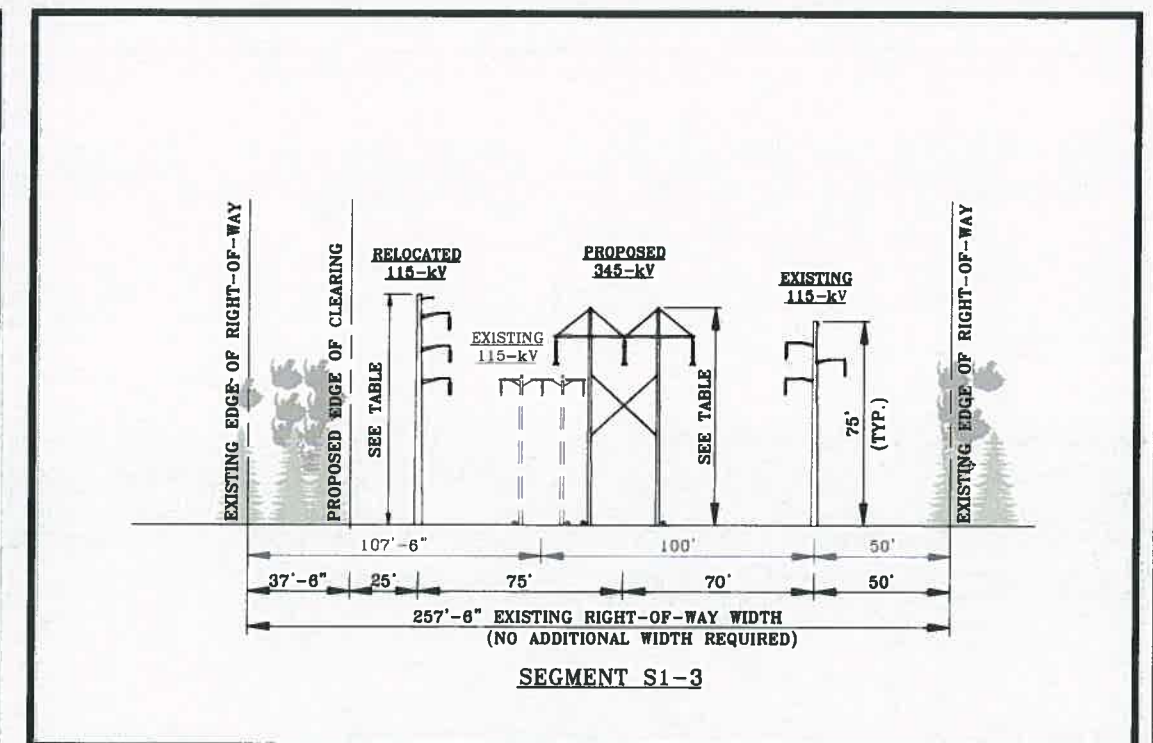 EXISTING EDGE OF RIGHT-OF-WAY
PROPOSED EDGE OF CLEARING
RELOCATED
115-kV
SEE TABLE
EXISTING
115-kV
PROPOSED
345-kV
SEE TABLE
EXISTING
115-kV
75'
(TYP.)
EXISTING EDGE OF RIGHT-OF-WAY
107'-6" 100' 50'
37'-6" 25' 75' 70' 50'
257'-6" EXISTING RIGHT-OF-WAY WIDTH
(NO ADDITIONAL WIDTH REQUIRED)
SEGMENT S1-3